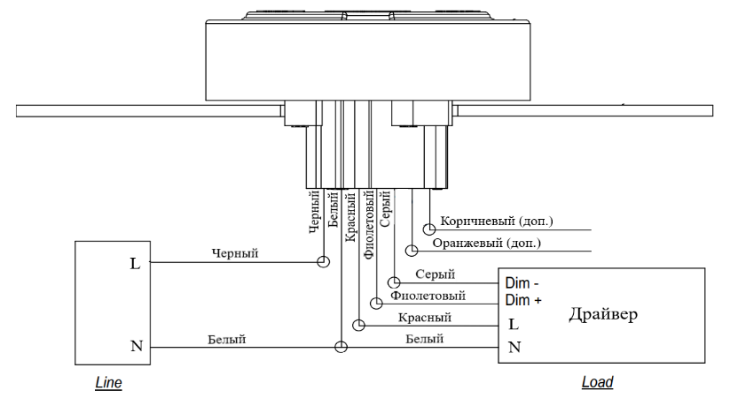 Черный
Белый
Красный
Фиолетовый
Серый
Коричневый (доп.)
Оранжевый (доп.)
Черный
L
Серый
Dim -
Фиолетовый
Dim +
Драйвер
Красный
L
N
Белый
Белый
N
Line
Load